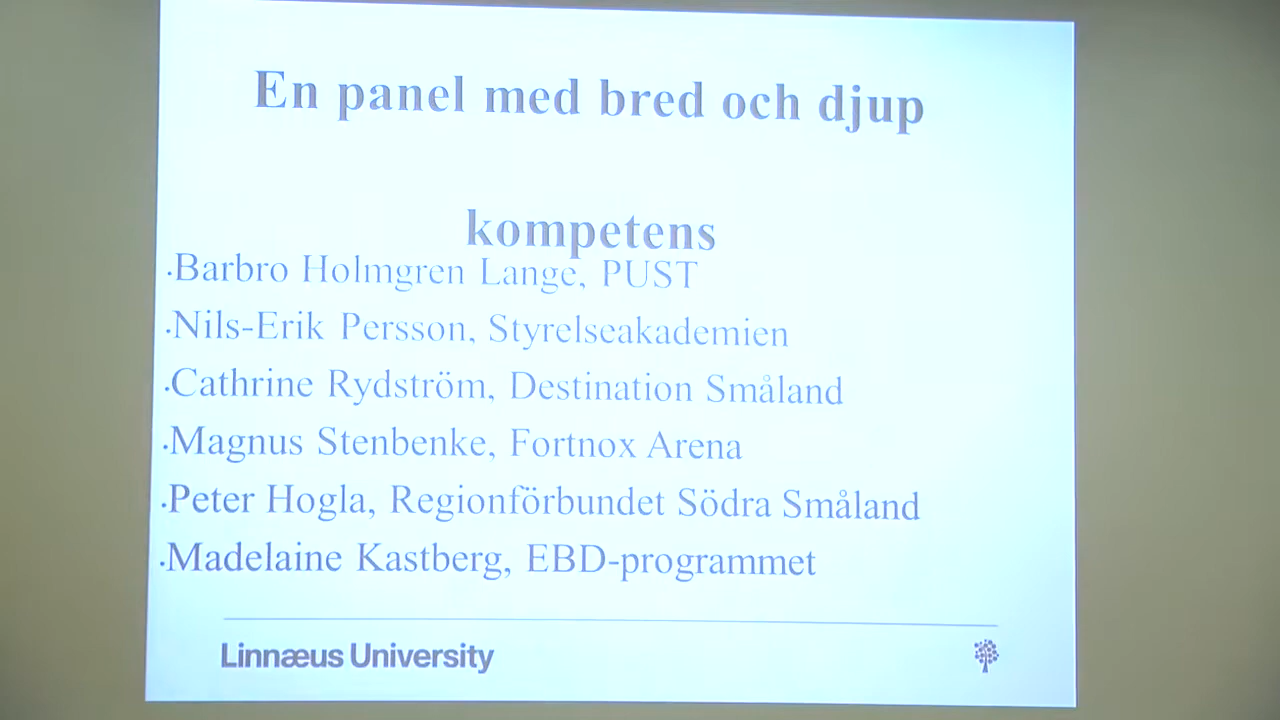 En panel med bred och djup
kompetens
·Barbro Holmgren Lange, PUST
·Nils-Erik Persson, Styrelseakademien
·Cathrine Rydström, Destination Småland
·Magnus Stenbenke, Fortnox Arena
·Peter Hogla, Regionförbundet Södra Småland
·Madelaine Kastberg, EBD-programmet
Linnæus University